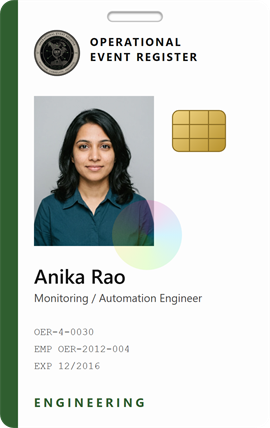 OPERATIONAL
EVENT REGISTER
Anika Rao
Monitoring / Automation Engineer
OER-4-0030
EMP OER-2012-004
EXP 12/2016
ENGINEERING